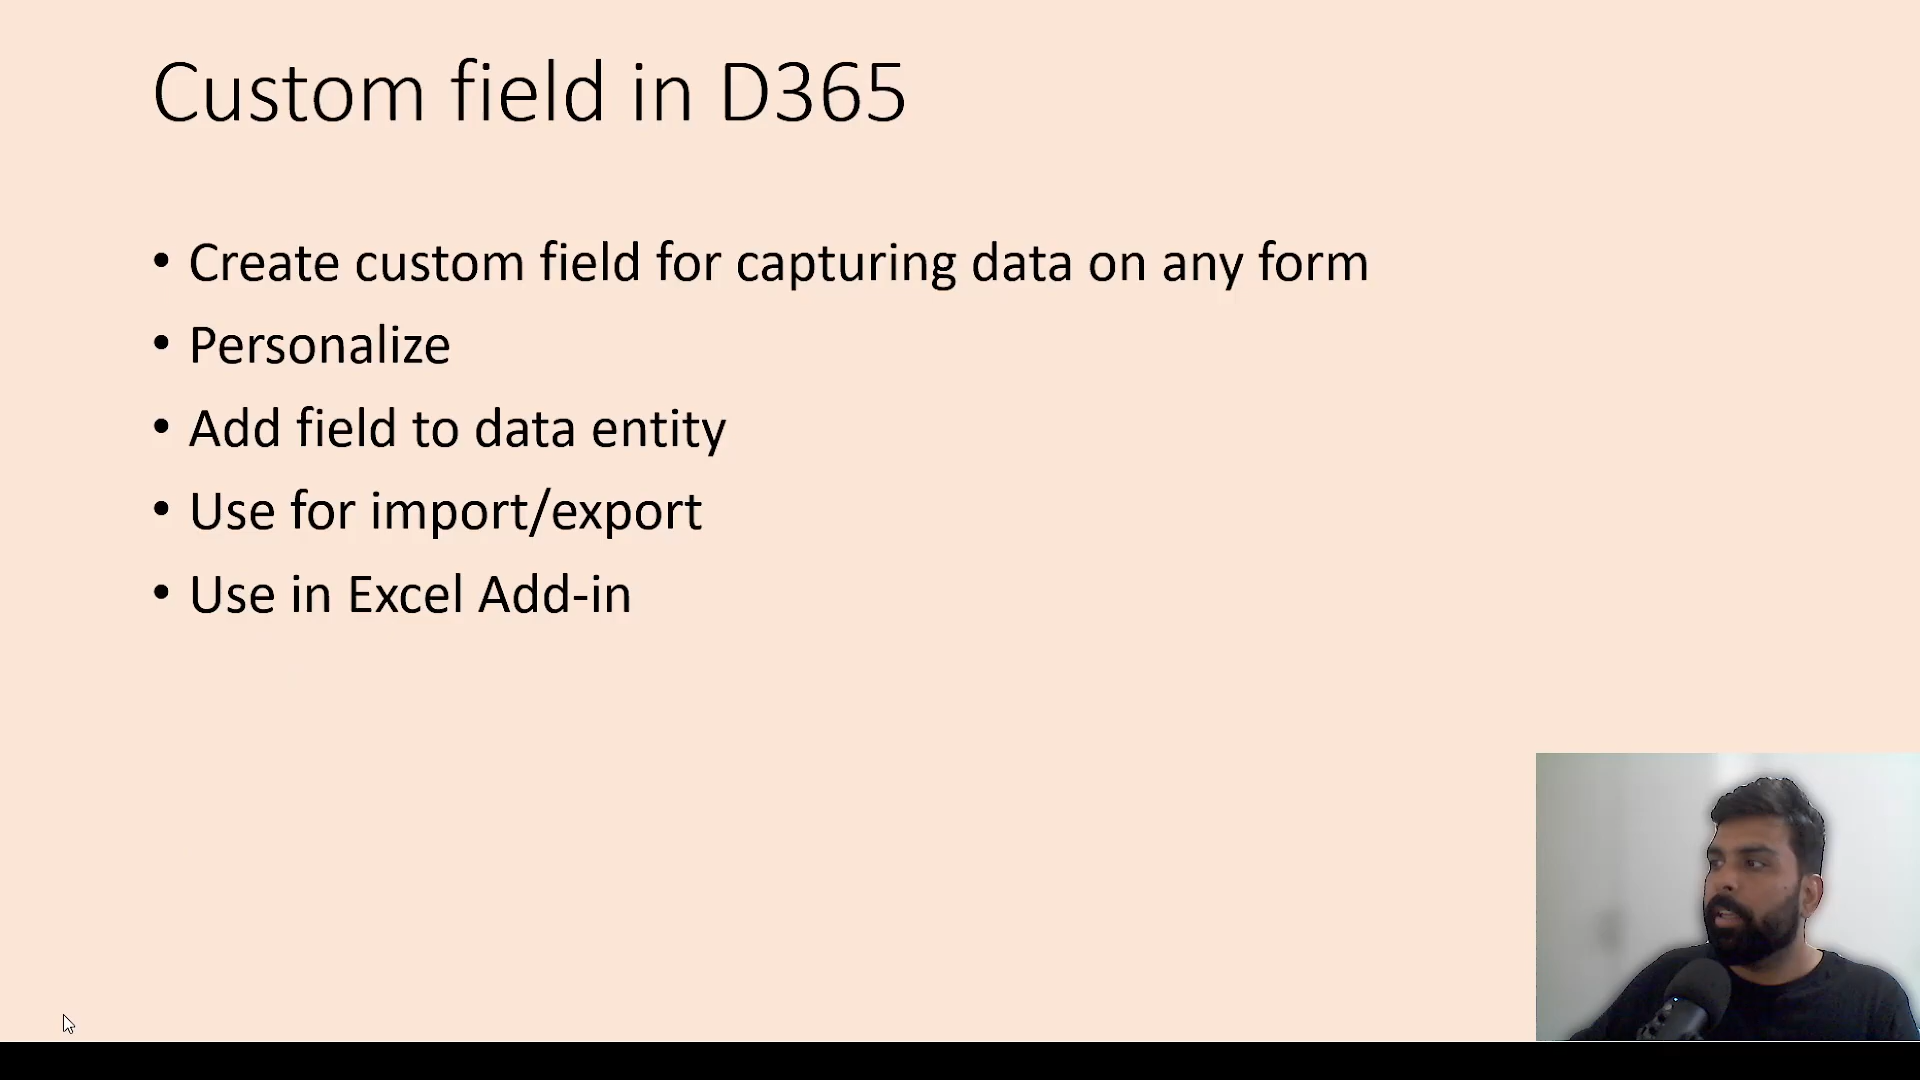 Custom field in D365
• Create custom field for capturing data on any form
• Personalize
• Add field to data entity
• Use for import/export
• Use in Excel Add-in